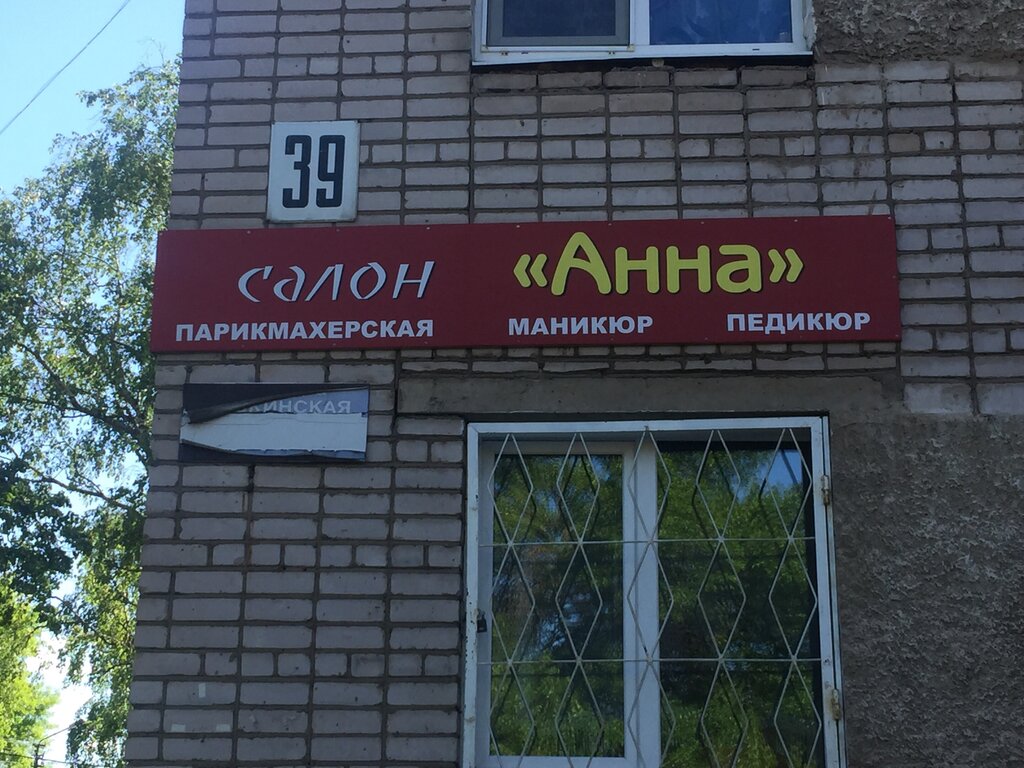 39
салон «Анна»
ПАРИКМАХЕРСКАЯ МАНИКЮР ПЕДИКЮР